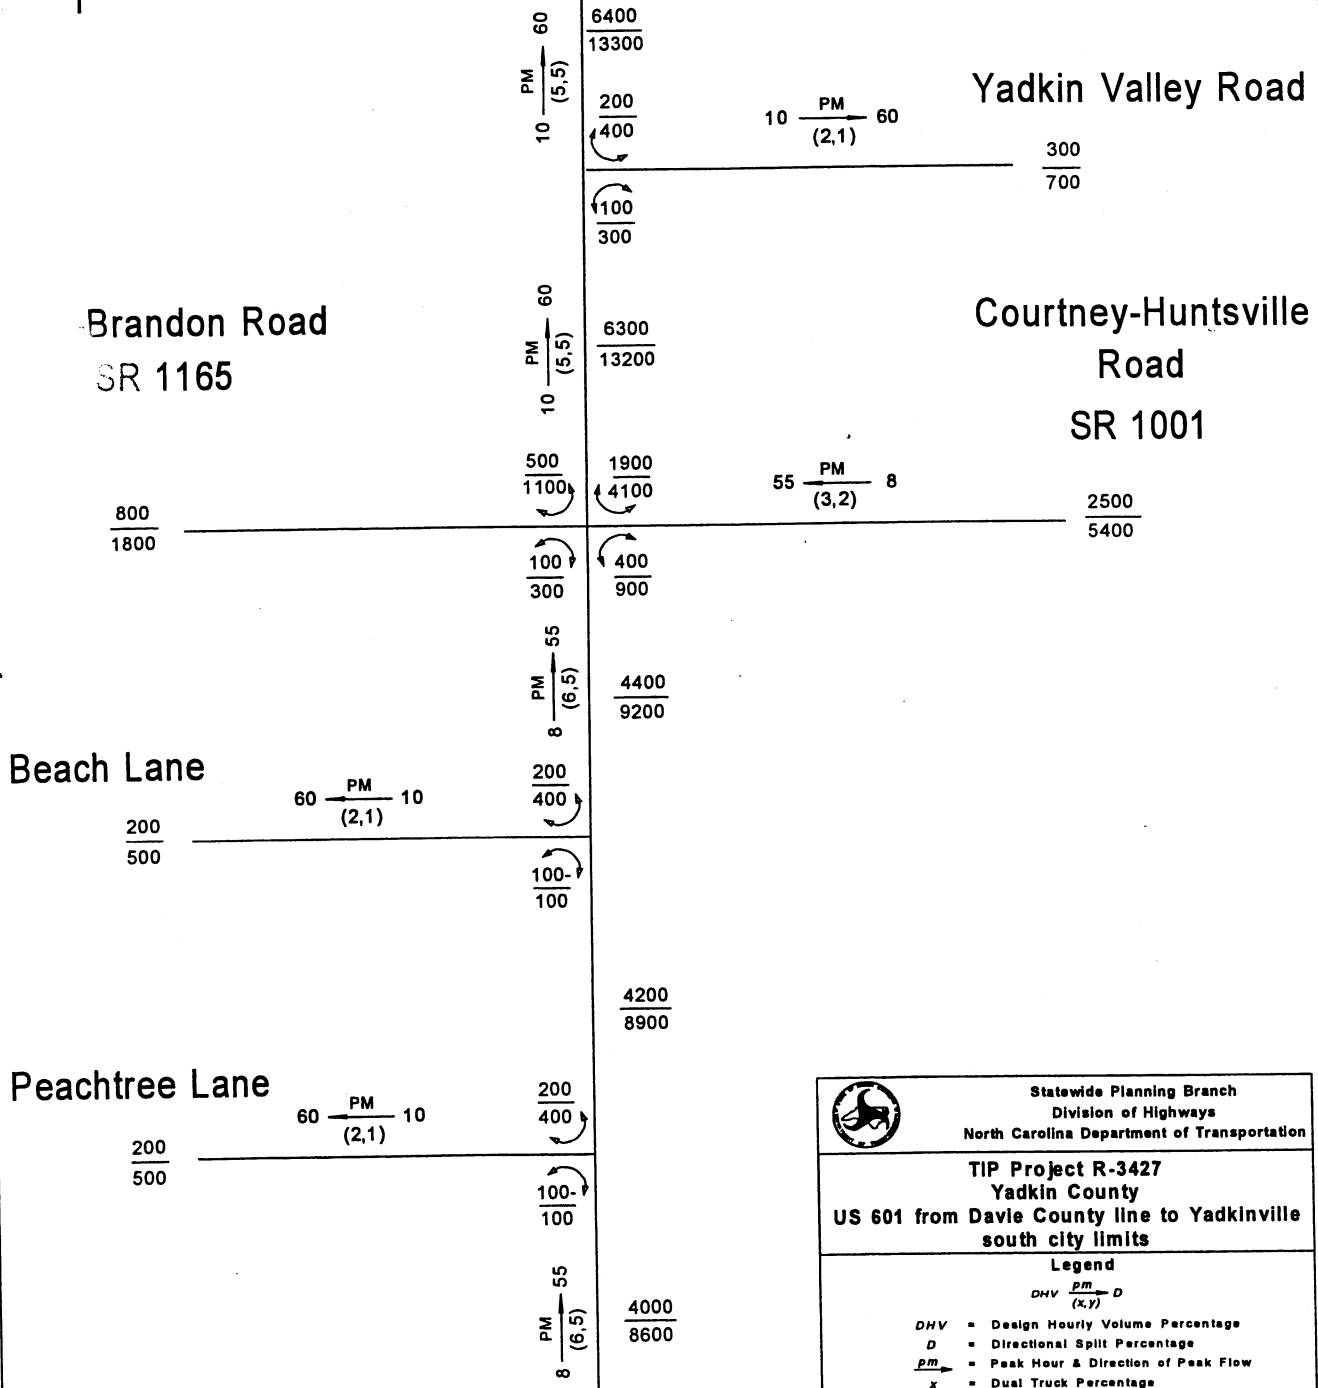 6400
13300
10 PM 60
(5,5)
200
400
10 PM 60
(2,1)
Yadkin Valley Road
300
700
100
300
10 PM 60
(5,5)
6300
13200
Brandon Road
SR 1165
Courtney-Huntsville
Road
SR 1001
500
1100
1900
4100
55 PM 8
(3,2)
2500
5400
800
1800
100
300
400
900
8 PM 55
(6,5)
4400
9200
Beach Lane
60 PM 10
(2,1)
200
400
200
500
100-
100
4200
8900
Peachtree Lane
60 PM 10
(2,1)
200
400
200
500
100-
100
8 PM 55
(6,5)
4000
8600
Statewide Planning Branch
Division of Highways
North Carolina Department of Transportation
TIP Project R-3427
Yadkin County
US 601 from Davie County line to Yadkinville
south city limits
Legend
DHV pm D
(x,y)
DHV = Design Hourly Volume Percentage
D = Directional Split Percentage
pm = Peak Hour & Direction of Peak Flow
x = Dual Truck Percentage